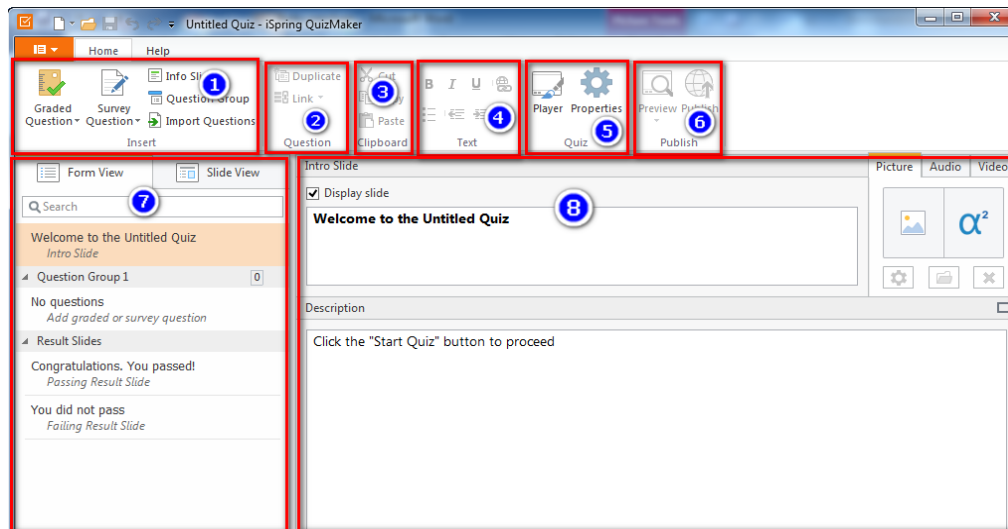 Untitled Quiz - iSpring QuizMaker
Home Help
Graded Question
Survey Question
Info Sli
1
Question Group
Import Questions
Insert
Duplicate
Link
2
Question
Cut
3
Paste
Clipboard
B I U
4
Text
Player Properties
5
Quiz
Preview Publish
6
Publish
Form View Slide View
7
Search
Welcome to the Untitled Quiz
Intro Slide
Question Group 1 0
No questions
Add graded or survey question
Result Slides
Congratulations. You passed!
Passing Result Slide
You did not pass
Failing Result Slide
Intro Slide
Display slide
8
Welcome to the Untitled Quiz
Description
Click the "Start Quiz" button to proceed
Picture Audio Video
α²